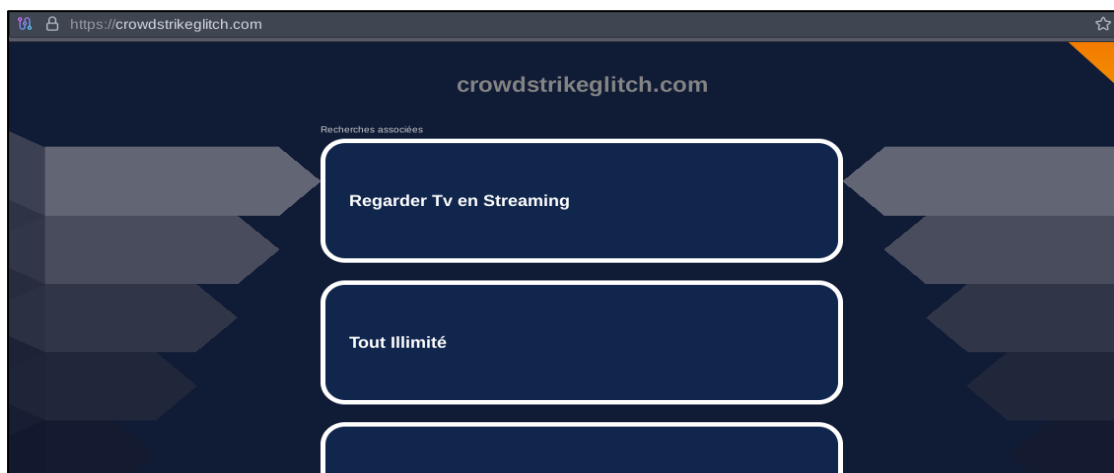 https://crowdstrikeglitch.com
crowdstrikeglitch.com
Recherches associées
Regarder Tv en Streaming
Tout Illimité